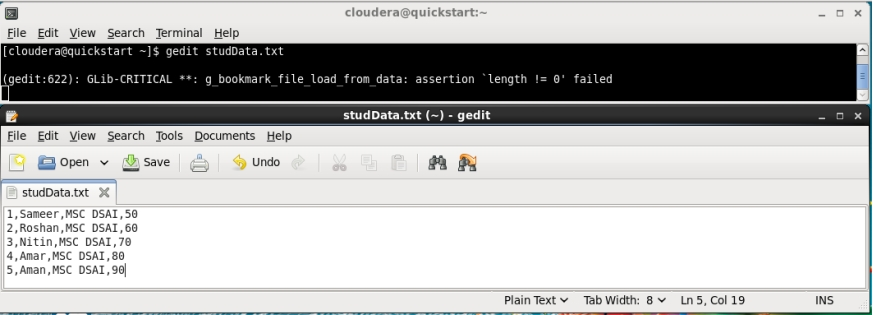 cloudera@quickstart:~
File Edit View Search Terminal Help
[cloudera@quickstart ~]$ gedit studData.txt
(gedit:622): GLib-CRITICAL **: g_bookmark_file_load_from_data: assertion `length != 0' failed
studData.txt (~) - gedit
File Edit View Search Tools Documents Help
Open Save Undo
studData.txt
1,Sameer,MSC DSAI,50
2,Roshan,MSC DSAI,60
3,Nitin,MSC DSAI,70
4,Amar,MSC DSAI,80
5,Aman,MSC DSAI,90
Plain Text Tab Width: 8 Ln 5, Col 19 INS